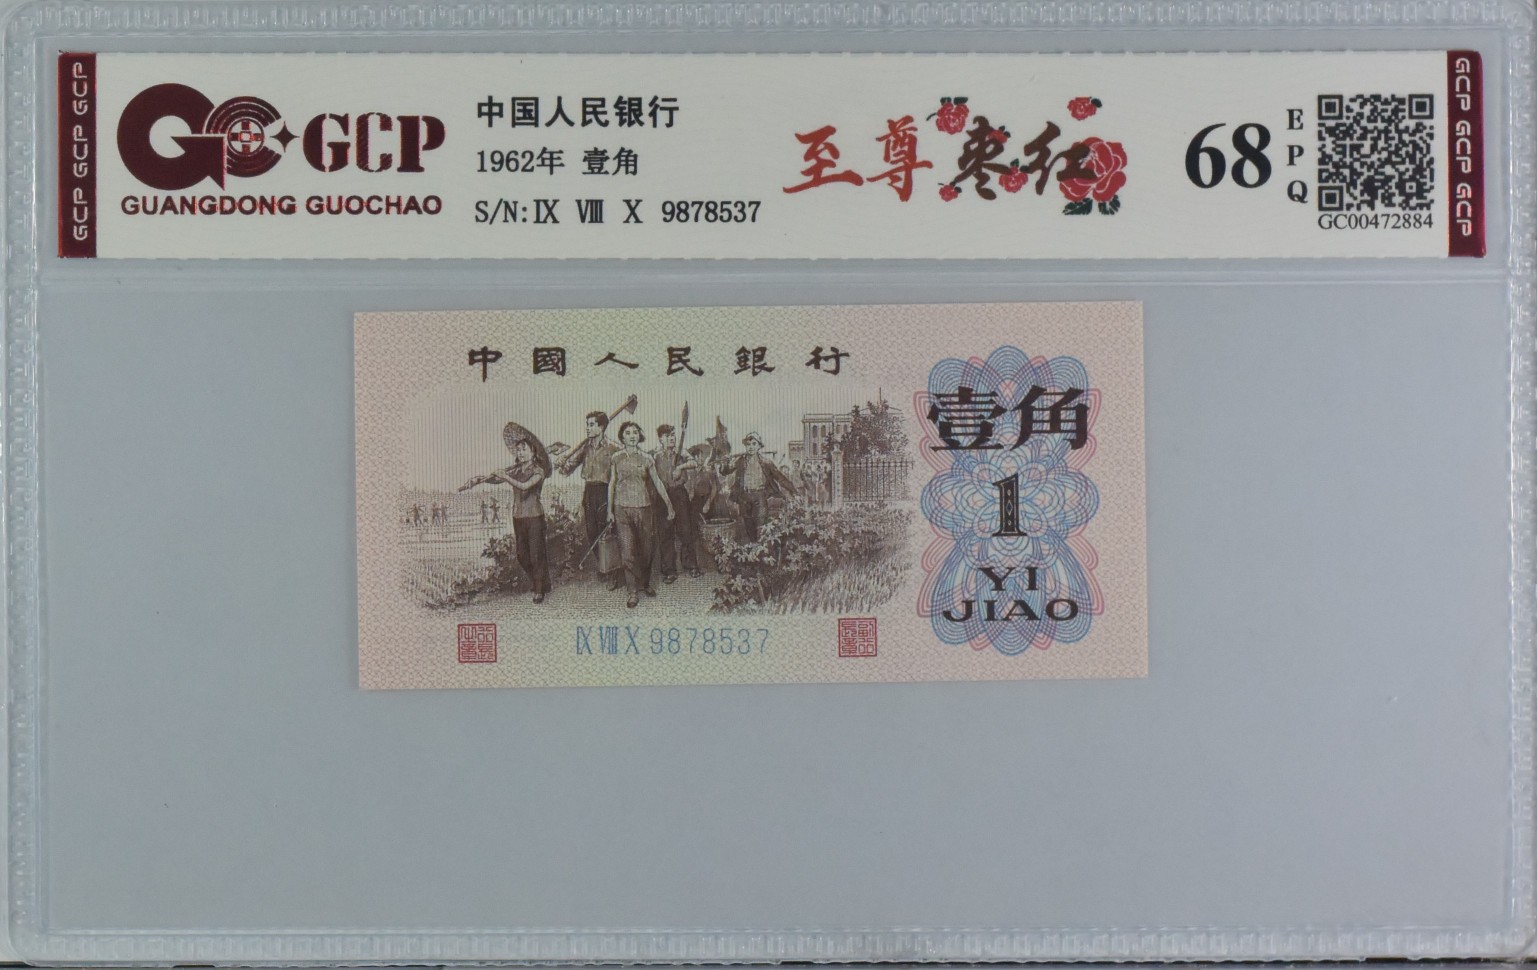 GCP GCP GCP
GCP
GUANGDONG GUOCHAO
中国人民银行
1962年 壹角
S/N:Ⅸ Ⅷ Ⅹ 9878537
至尊枣红
68
EPQ
GC00472884
GCP GCP GCP
中國人民銀行
壹角
1
YI
JIAO
Ⅸ Ⅷ Ⅹ 9878537